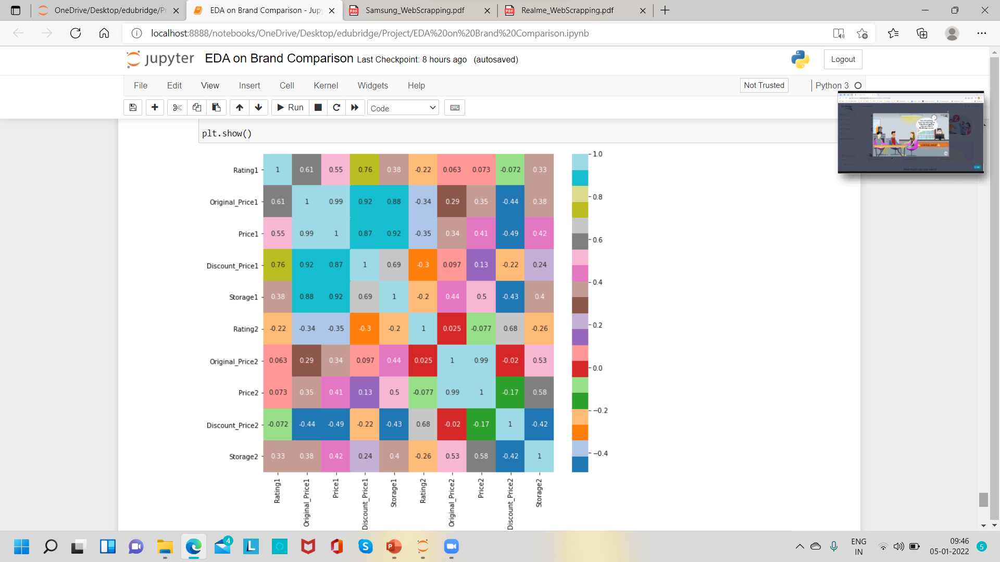 OneDrive/Desktop/edubridge/Pr
EDA on Brand Comparison - Jup
Samsung_WebScrapping.pdf
Realme_WebScrapping.pdf
localhost:8888/notebooks/OneDrive/Desktop/edubridge/Project/EDA%20on%20Brand%20Comparison.ipynb
jupyter EDA on Brand Comparison Last Checkpoint: 8 hours ago (autosaved)
Logout
File Edit View Insert Cell Kernel Widgets Help
Not Trusted
Python 3
Run
Code
plt.show()
Rating1 1 0.61 0.55 0.76 0.38 -0.22 0.063 0.073 -0.072 0.33
Original_Price1 0.61 1 0.99 0.92 0.88 -0.34 0.29 0.35 -0.44 0.38
Price1 0.55 0.99 1 0.87 0.92 -0.35 0.34 0.41 -0.49 0.42
Discount_Price1 0.76 0.92 0.87 1 0.69 -0.3 0.097 0.13 -0.22 0.24
Storage1 0.38 0.88 0.92 0.69 1 -0.2 0.44 0.5 -0.43 0.4
Rating2 -0.22 -0.34 -0.35 -0.3 -0.2 1 0.025 -0.077 0.68 -0.26
Original_Price2 0.063 0.29 0.34 0.097 0.44 0.025 1 0.99 -0.02 0.53
Price2 0.073 0.35 0.41 0.13 0.5 -0.077 0.99 1 -0.17 0.58
Discount_Price2 -0.072 -0.44 -0.49 -0.22 -0.43 0.68 -0.02 -0.17 1 -0.42
Storage2 0.33 0.38 0.42 0.24 0.4 -0.26 0.53 0.58 -0.42 1
Rating1
Original_Price1
Price1
Discount_Price1
Storage1
Rating2
Original_Price2
Price2
Discount_Price2
Storage2
1.0
0.8
0.6
0.4
0.2
0.0
−0.2
−0.4
4
ENG
IN
09:46
05-01-2022
5